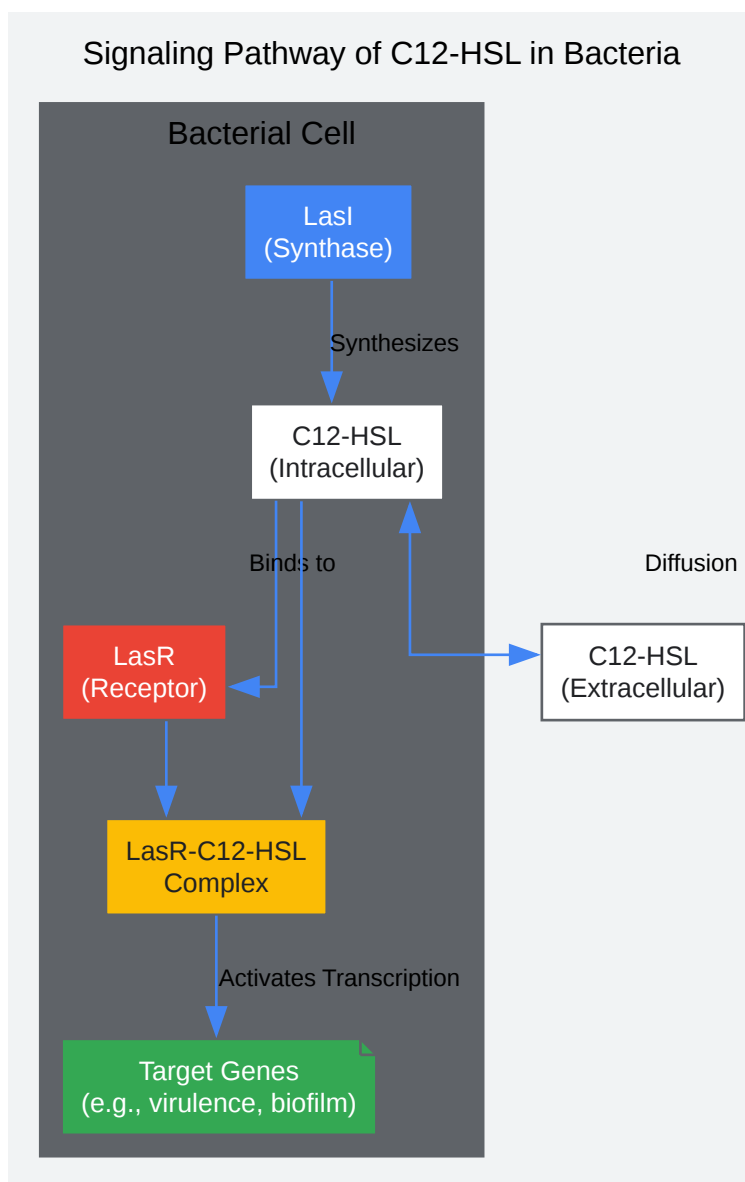 Signaling Pathway of C12-HSL in Bacteria
Bacterial Cell
LasI
(Synthase)
Synthesizes
C12-HSL
(Intracellular)
Binds to
Diffusion
LasR
(Receptor)
C12-HSL
(Extracellular)
LasR-C12-HSL
Complex
Activates Transcription
Target Genes
(e.g., virulence, biofilm)